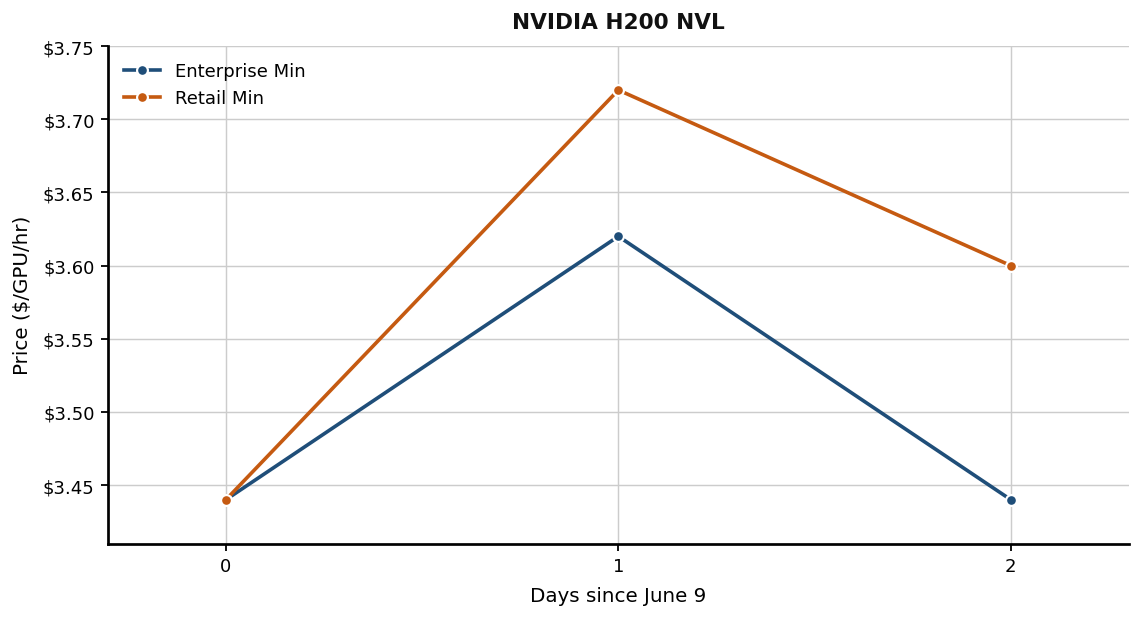 NVIDIA H200 NVL
Enterprise Min
Retail Min
Price ($/GPU/hr)
$3.75
$3.70
$3.65
$3.60
$3.55
$3.50
$3.45
0 1 2
Days since June 9